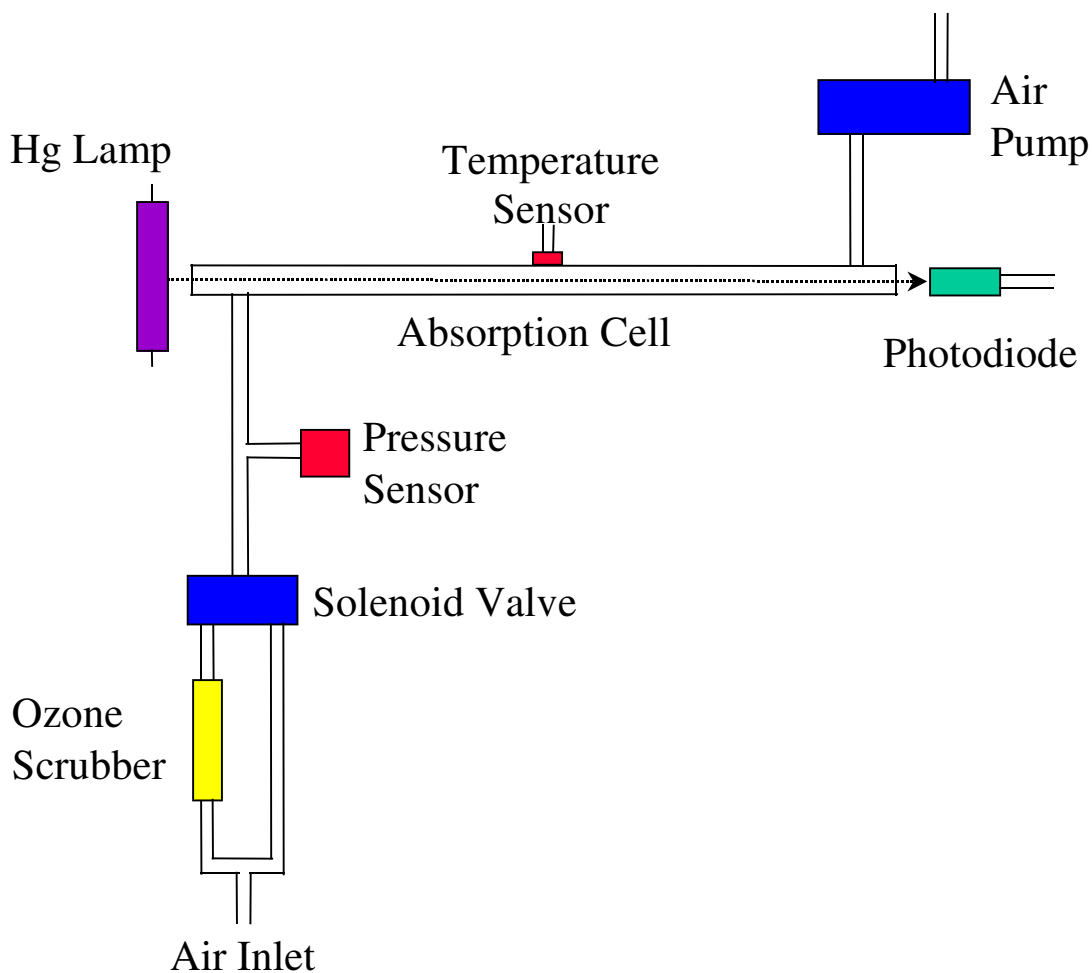 Air
Pump
Hg Lamp
Temperature
Sensor
Absorption Cell
Photodiode
Pressure
Sensor
Solenoid Valve
Ozone
Scrubber
Air Inlet